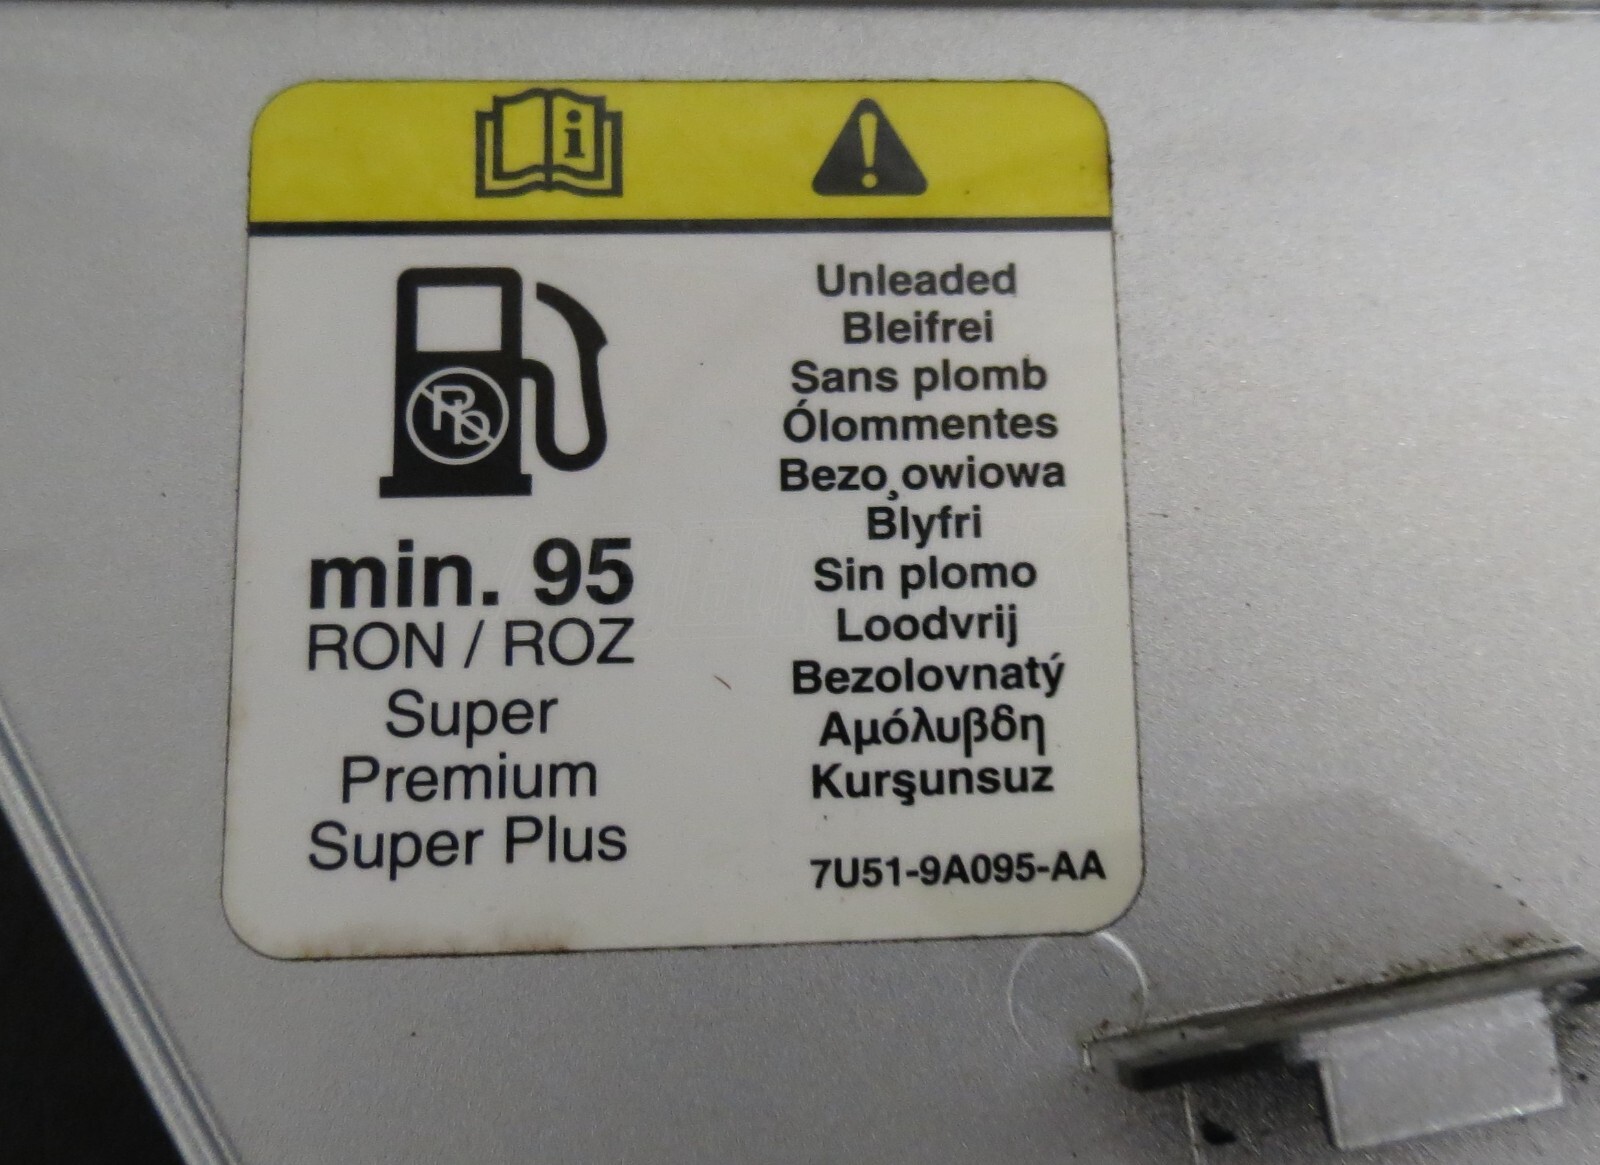 i
Pb
min. 95
RON / ROZ
Super
Premium
Super Plus
Unleaded
Bleifrei
Sans plomb
Ólommentes
Bezo¸owiowa
Blyfri
Sin plomo
Loodvrij
Bezolovnatý
Αμόλυβδη
Kurşunsuz
7U51-9A095-AA